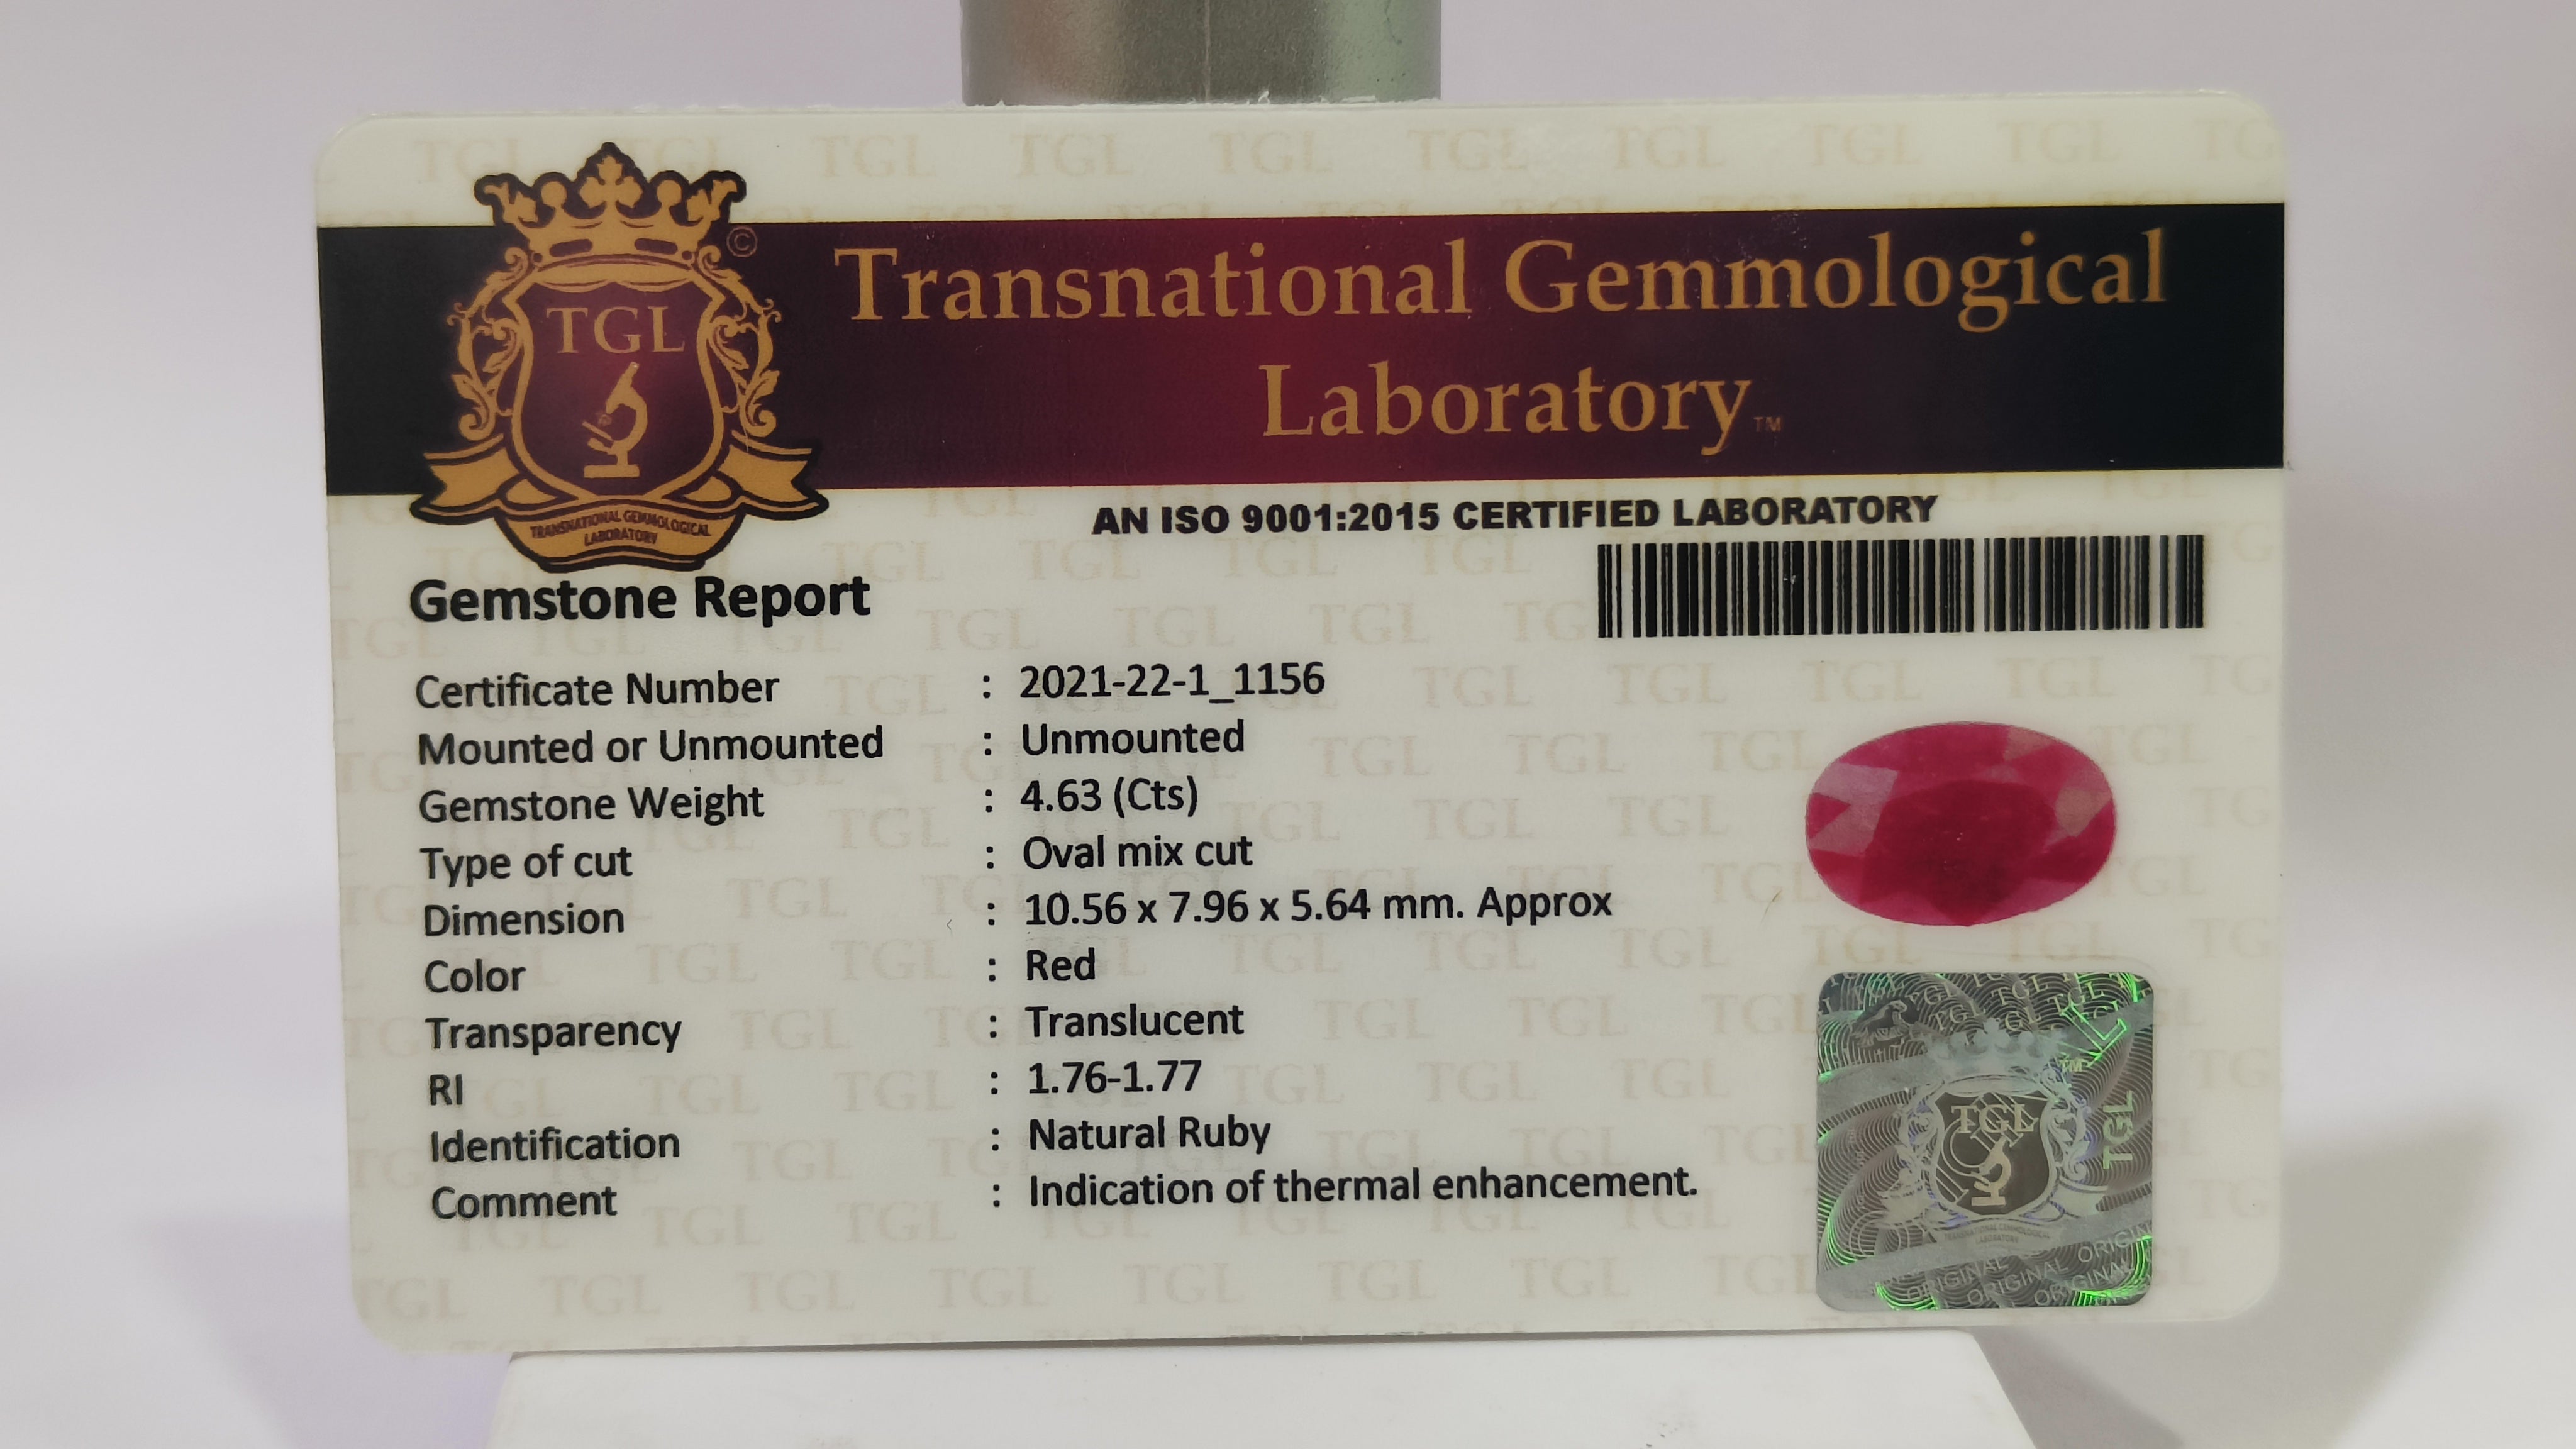 TGL
©
TRANSNATIONAL GEMMOLOGICAL
LABORATORY
Transnational Gemmological
Laboratory™
AN ISO 9001:2015 CERTIFIED LABORATORY
Gemstone Report
Certificate Number : 2021-22-1_1156
Mounted or Unmounted : Unmounted
Gemstone Weight : 4.63 (Cts)
Type of cut : Oval mix cut
Dimension : 10.56 x 7.96 x 5.64 mm. Approx
Color : Red
Transparency : Translucent
RI : 1.76-1.77
Identification : Natural Ruby
Comment : Indication of thermal enhancement.
TGL
TGL
ORIGINAL ORIGINAL ORIGINAL